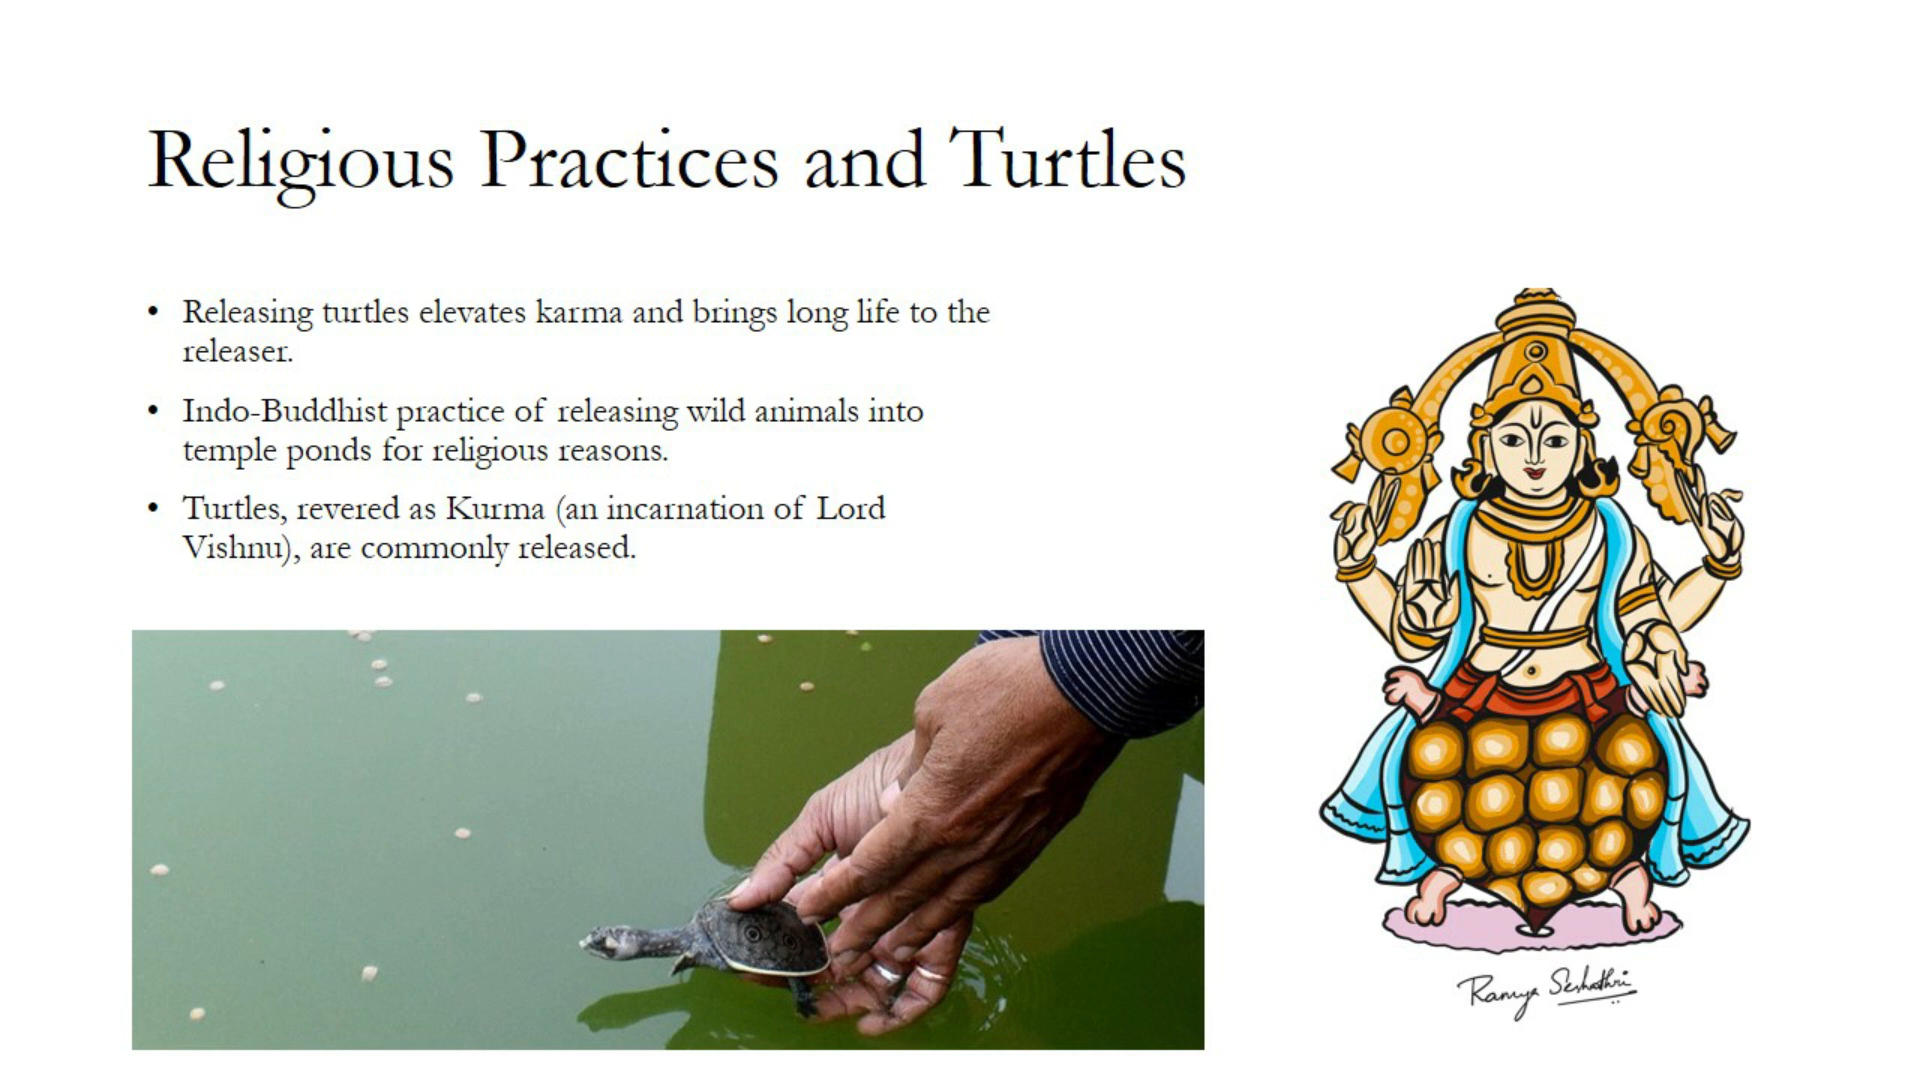 Religious Practices and Turtles
• Releasing turtles elevates karma and brings long life to the
releaser.
• Indo-Buddhist practice of releasing wild animals into
temple ponds for religious reasons.
• Turtles, revered as Kurma (an incarnation of Lord
Vishnu), are commonly released.
Ramya Seshathri